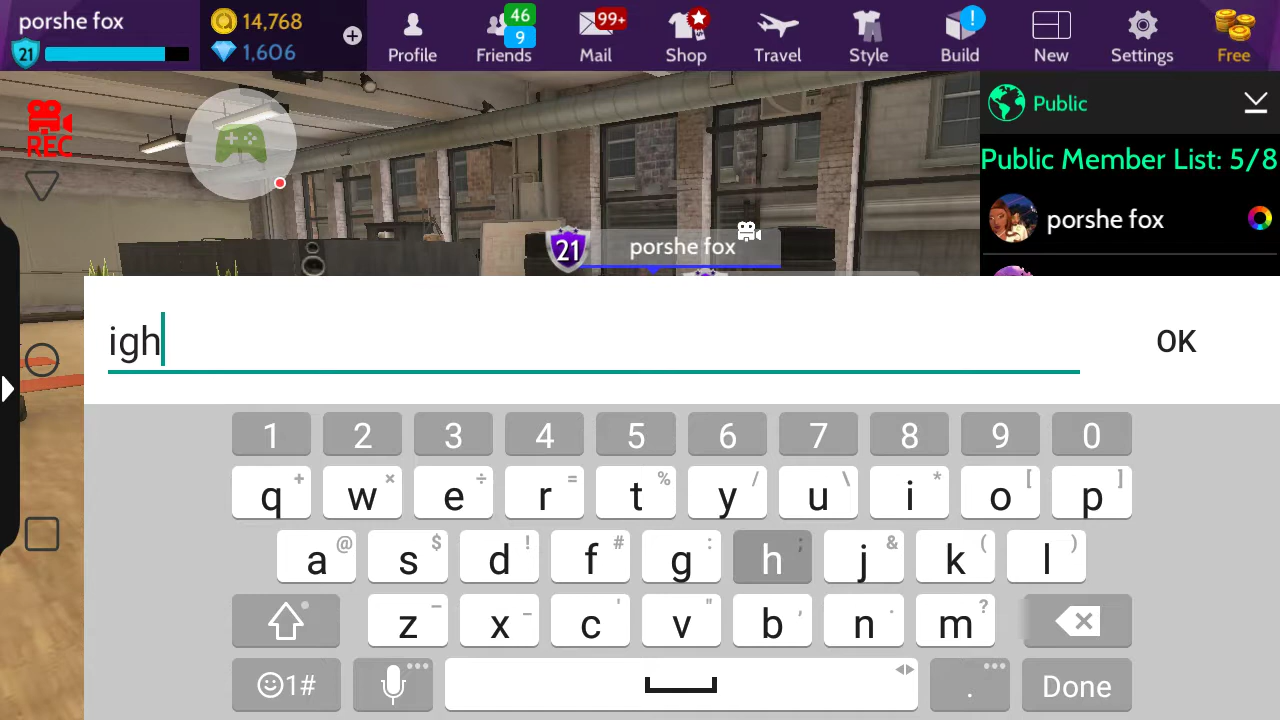 porshe fox
21
14,768
1,606
Profile
46
9
Friends
99+
Mail
Shop
Travel
Style
!
Build
New
Settings
Free
REC
Public
Public Member List: 5/8
porshe fox
21 porshe fox
igh
OK
1 2 3 4 5 6 7 8 9 0
q + w × e ÷ r = t % y / u \ i * o [ p ]
a @ s $ d ! f # g : h ; j & k ( l )
z – x _ c ' v " b , n . m ?
1# . Done